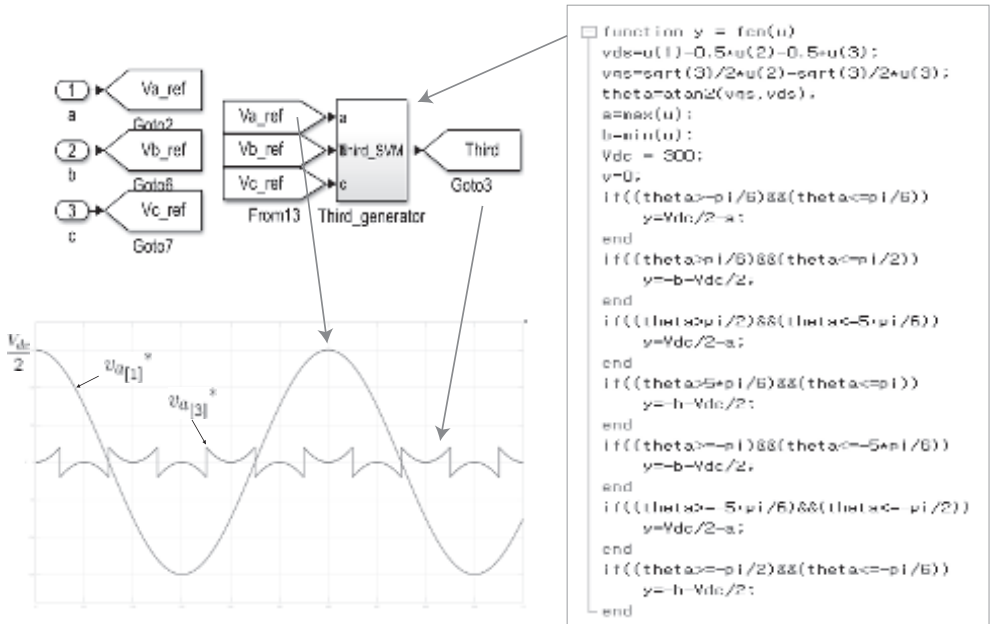 1
a
Va_ref
Goto2
2
b
Vb_ref
Goto6
3
c
Vc_ref
Goto7
Va_ref
Vb_ref
Vc_ref
From13
a
Third_SVM
c
Third_generator
Third
Goto3
V_dc/2
v_a[1]*
v_a[3]*
function y = fcn(u)
vds=u(1)-0.5*u(2)-0.5*u(3);
vqs=sqrt(3)/2*u(2)-sqrt(3)/2*u(3);
theta=atan2(vqs,vds);
a=max(u);
b=min(u);
Vdc = 300;
y=0;
if((theta>-pi/6)&&(theta<=pi/6))
y=Vdc/2-a;
end
if((theta>pi/6)&&(theta<=pi/2))
y=-b-Vdc/2;
end
if((theta>pi/2)&&(theta<=5*pi/6))
y=Vdc/2-a;
end
if((theta>5*pi/6)&&(theta<=pi))
y=-b-Vdc/2;
end
if((theta>=-pi)&&(theta<=-5*pi/6))
y=-b-Vdc/2;
end
if((theta>=-5*pi/6)&&(theta<=-pi/2))
y=Vdc/2-a;
end
if((theta>=-pi/2)&&(theta<=-pi/6))
y=-b-Vdc/2;
end